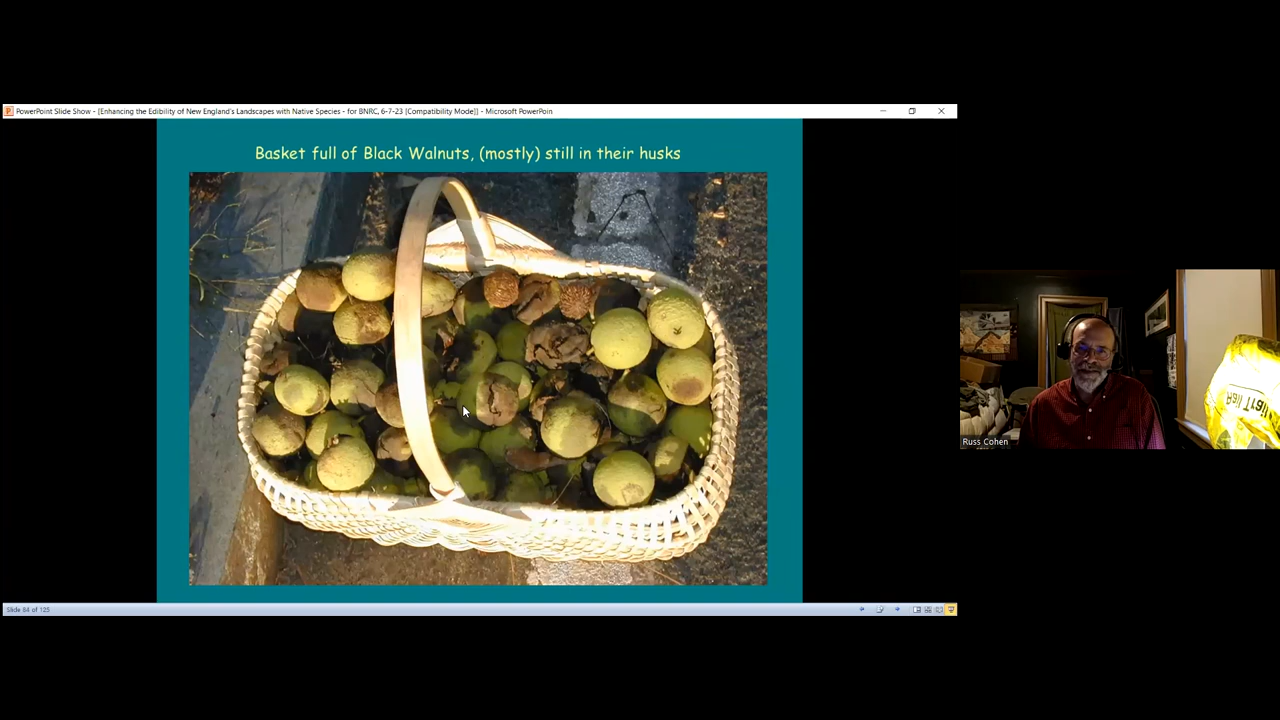 PowerPoint Slide Show - [Enhancing the Edibility of New England's Landscapes with Native Species - for BNRC, 6-7-23 [Compatibility Mode]] - Microsoft PowerPoin
Basket full of Black Walnuts, (mostly) still in their husks
Russ Cohen
Slide 84 of 125